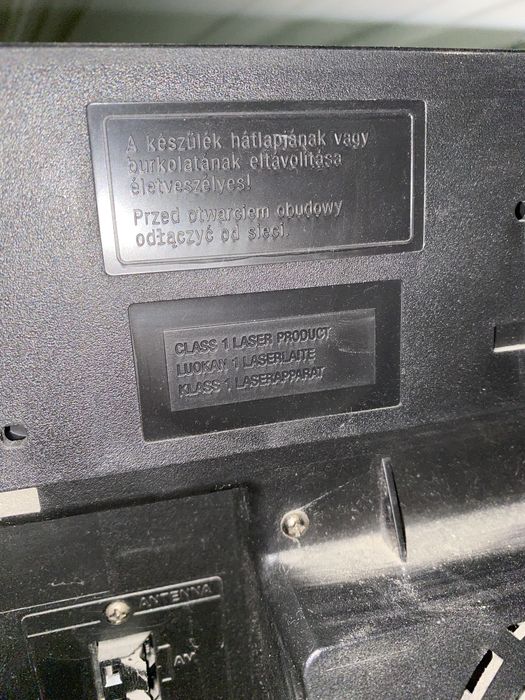 A készülék hátlapjának vagy
burkolatának eltávolítása
életveszélyes!
Przed otwarciem obudowy
odłączyć od sieci.
CLASS 1 LASER PRODUCT
LUOKAN 1 LASERLAITE
KLASS 1 LASERAPPARAT
ANTENNA
AV